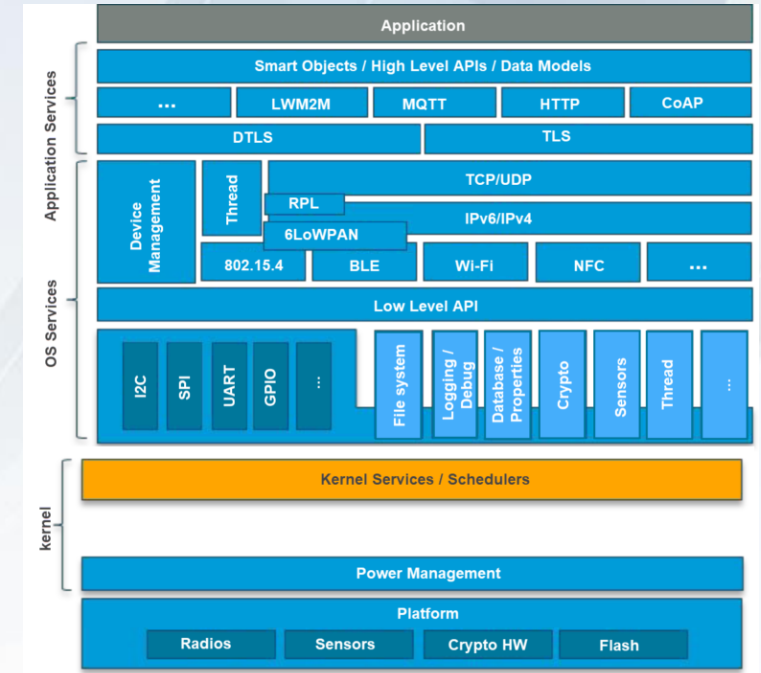 Application
Application Services
Smart Objects / High Level APIs / Data Models
...
LWM2M
MQTT
HTTP
CoAP
DTLS
TLS
OS Services
Device
Management
Thread
TCP/UDP
RPL
IPv6/IPv4
6LoWPAN
802.15.4
BLE
Wi-Fi
NFC
...
Low Level API
I2C
SPI
UART
GPIO
...
File system
Logging /
Debug
Database /
Properties
Crypto
Sensors
Thread
...
kernel
Kernel Services / Schedulers
Power Management
Platform
Radios
Sensors
Crypto HW
Flash